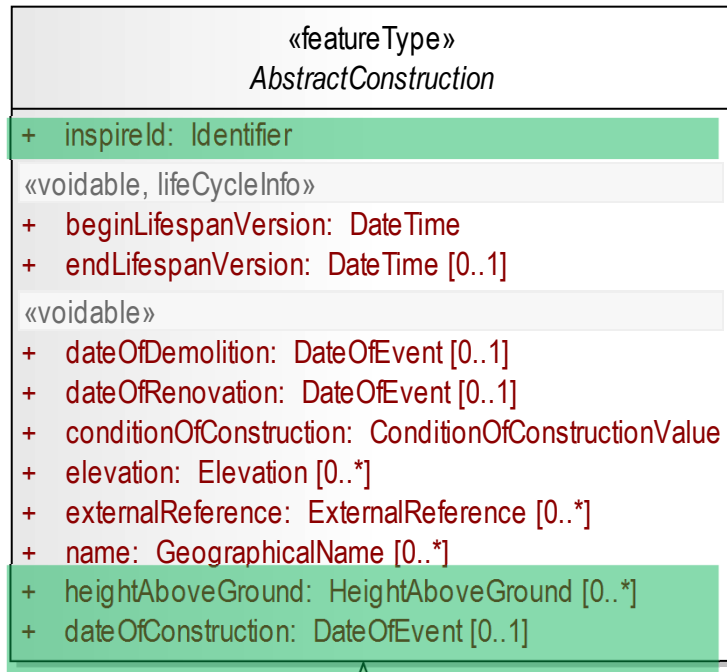 «featureType»
AbstractConstruction
+ inspireId: Identifier
«voidable, lifeCycleInfo»
+ beginLifespanVersion: DateTime
+ endLifespanVersion: DateTime [0..1]
«voidable»
+ dateOfDemolition: DateOfEvent [0..1]
+ dateOfRenovation: DateOfEvent [0..1]
+ conditionOfConstruction: ConditionOfConstructionValue
+ elevation: Elevation [0..*]
+ externalReference: ExternalReference [0..*]
+ name: GeographicalName [0..*]
+ heightAboveGround: HeightAboveGround [0..*]
+ dateOfConstruction: DateOfEvent [0..1]